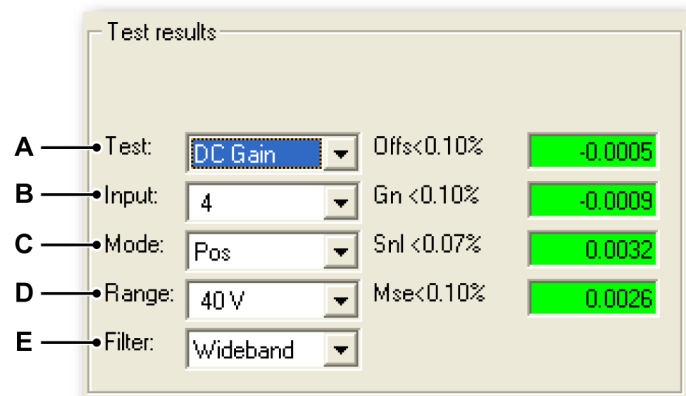 Test results
A Test: DC Gain Offs<0.10% -0.0005
B Input: 4 Gn <0.10% -0.0009
C Mode: Pos Snl <0.07% 0.0032
D Range: 40 V Mse<0.10% 0.0026
E Filter: Wideband